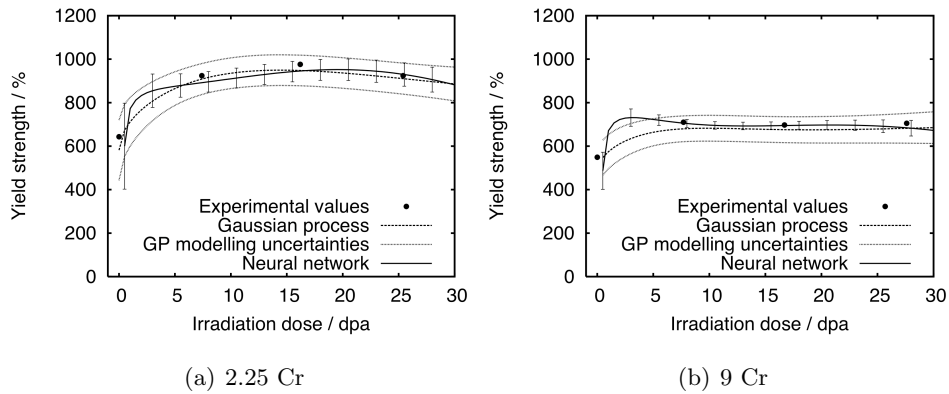 1200
1000
800
600
400
200
0
Yield strength / %
Experimental values
Gaussian process
GP modelling uncertainties
Neural network
0 5 10 15 20 25 30
Irradiation dose / dpa
(a) 2.25 Cr
1200
1000
800
600
400
200
0
Yield strength / %
Experimental values
Gaussian process
GP modelling uncertainties
Neural network
0 5 10 15 20 25 30
Irradiation dose / dpa
(b) 9 Cr